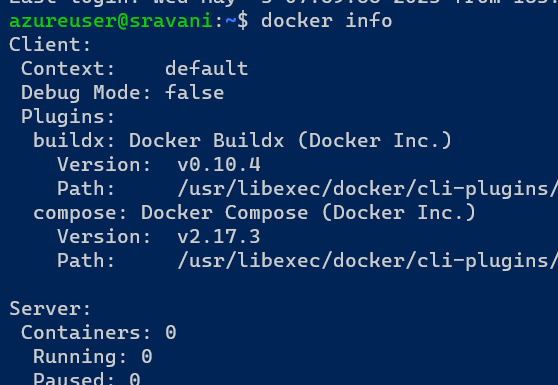 azureuser@sravani:~$ docker info
Client:
 Context:    default
 Debug Mode: false
 Plugins:
  buildx: Docker Buildx (Docker Inc.)
    Version:  v0.10.4
    Path:     /usr/libexec/docker/cli-plugins/
  compose: Docker Compose (Docker Inc.)
    Version:  v2.17.3
    Path:     /usr/libexec/docker/cli-plugins/

Server:
 Containers: 0
  Running: 0
  Paused: 0